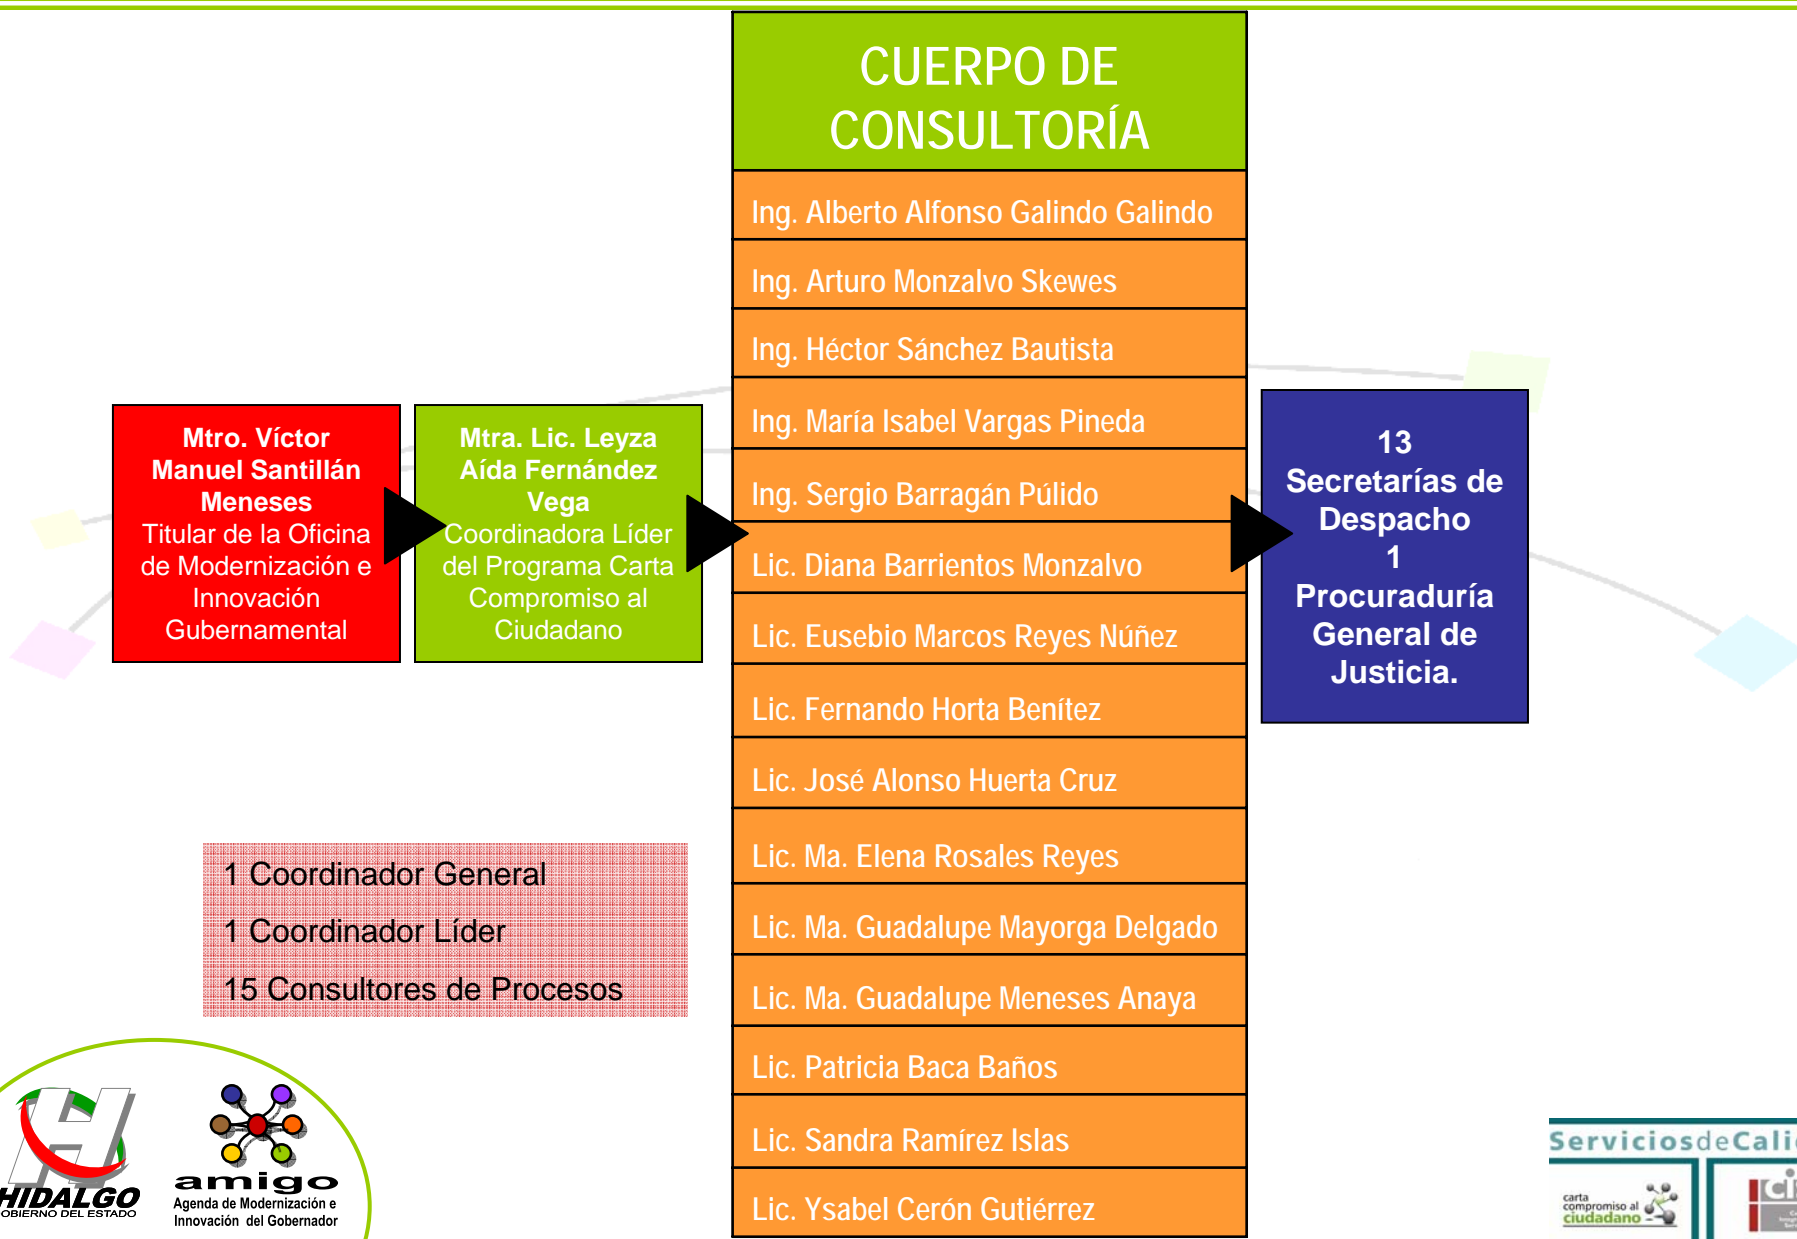 CUERPO DE
CONSULTORÍA
Ing. Alberto Alfonso Galindo Galindo
Ing. Arturo Monzalvo Skewes
Ing. Héctor Sánchez Bautista
Ing. María Isabel Vargas Pineda
Ing. Sergio Barragán Púlido
Lic. Diana Barrientos Monzalvo
Lic. Eusebio Marcos Reyes Núñez
Lic. Fernando Horta Benítez
Lic. José Alonso Huerta Cruz
Lic. Ma. Elena Rosales Reyes
Lic. Ma. Guadalupe Mayorga Delgado
Lic. Ma. Guadalupe Meneses Anaya
Lic. Patricia Baca Baños
Lic. Sandra Ramírez Islas
Lic. Ysabel Cerón Gutiérrez
Mtro. Víctor
Manuel Santillán
Meneses
Titular de la Oficina
de Modernización e
Innovación
Gubernamental
Mtra. Lic. Leyza
Aída Fernández
Vega
Coordinadora Líder
del Programa Carta
Compromiso al
Ciudadano
13
Secretarías de
Despacho
1
Procuraduría
General de
Justicia.
1 Coordinador General
1 Coordinador Líder
15 Consultores de Procesos
HIDALGO
GOBIERNO DEL ESTADO
amigo
Agenda de Modernización e
Innovación del Gobernador
ServiciosdeCali
carta
compromiso al
ciudadano